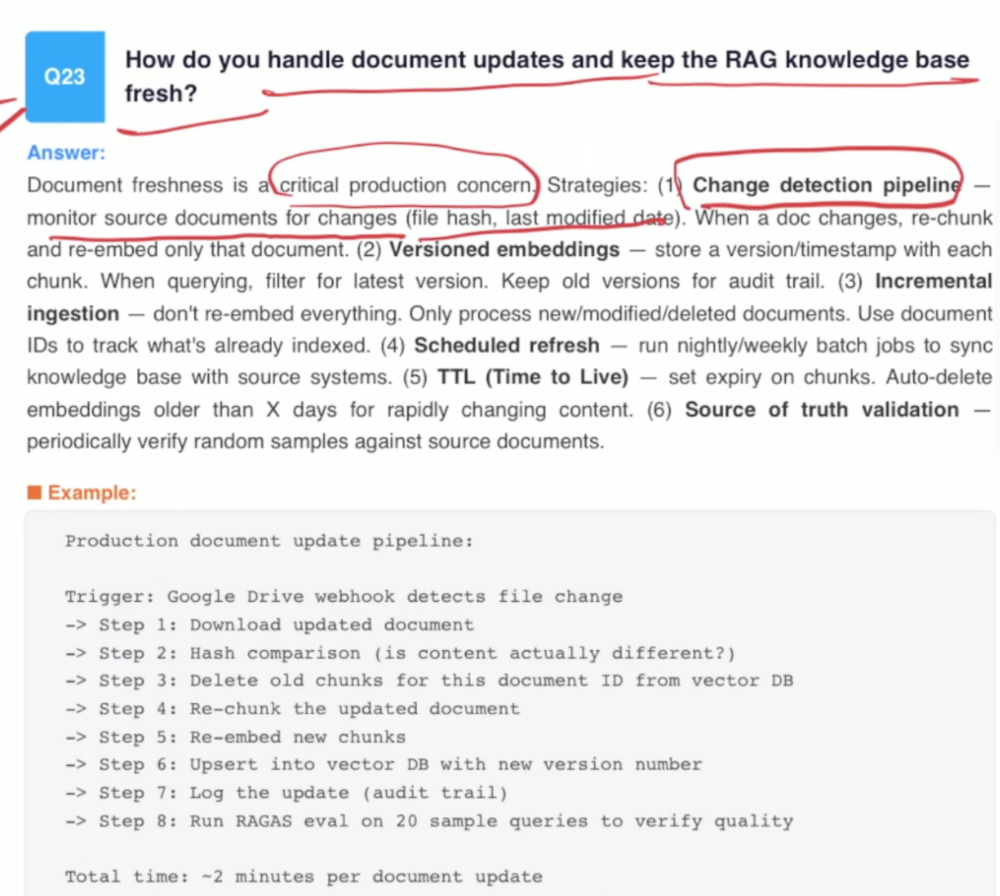 Q23
How do you handle document updates and keep the RAG knowledge base
fresh?
Answer:
Document freshness is a critical production concern. Strategies: (1) Change detection pipeline —
monitor source documents for changes (file hash, last modified date). When a doc changes, re-chunk
and re-embed only that document. (2) Versioned embeddings — store a version/timestamp with each
chunk. When querying, filter for latest version. Keep old versions for audit trail. (3) Incremental
ingestion — don't re-embed everything. Only process new/modified/deleted documents. Use document
IDs to track what's already indexed. (4) Scheduled refresh — run nightly/weekly batch jobs to sync
knowledge base with source systems. (5) TTL (Time to Live) — set expiry on chunks. Auto-delete
embeddings older than X days for rapidly changing content. (6) Source of truth validation —
periodically verify random samples against source documents.
■ Example:
Production document update pipeline:
Trigger: Google Drive webhook detects file change
-> Step 1: Download updated document
-> Step 2: Hash comparison (is content actually different?)
-> Step 3: Delete old chunks for this document ID from vector DB
-> Step 4: Re-chunk the updated document
-> Step 5: Re-embed new chunks
-> Step 6: Upsert into vector DB with new version number
-> Step 7: Log the update (audit trail)
-> Step 8: Run RAGAS eval on 20 sample queries to verify quality
Total time: ~2 minutes per document update